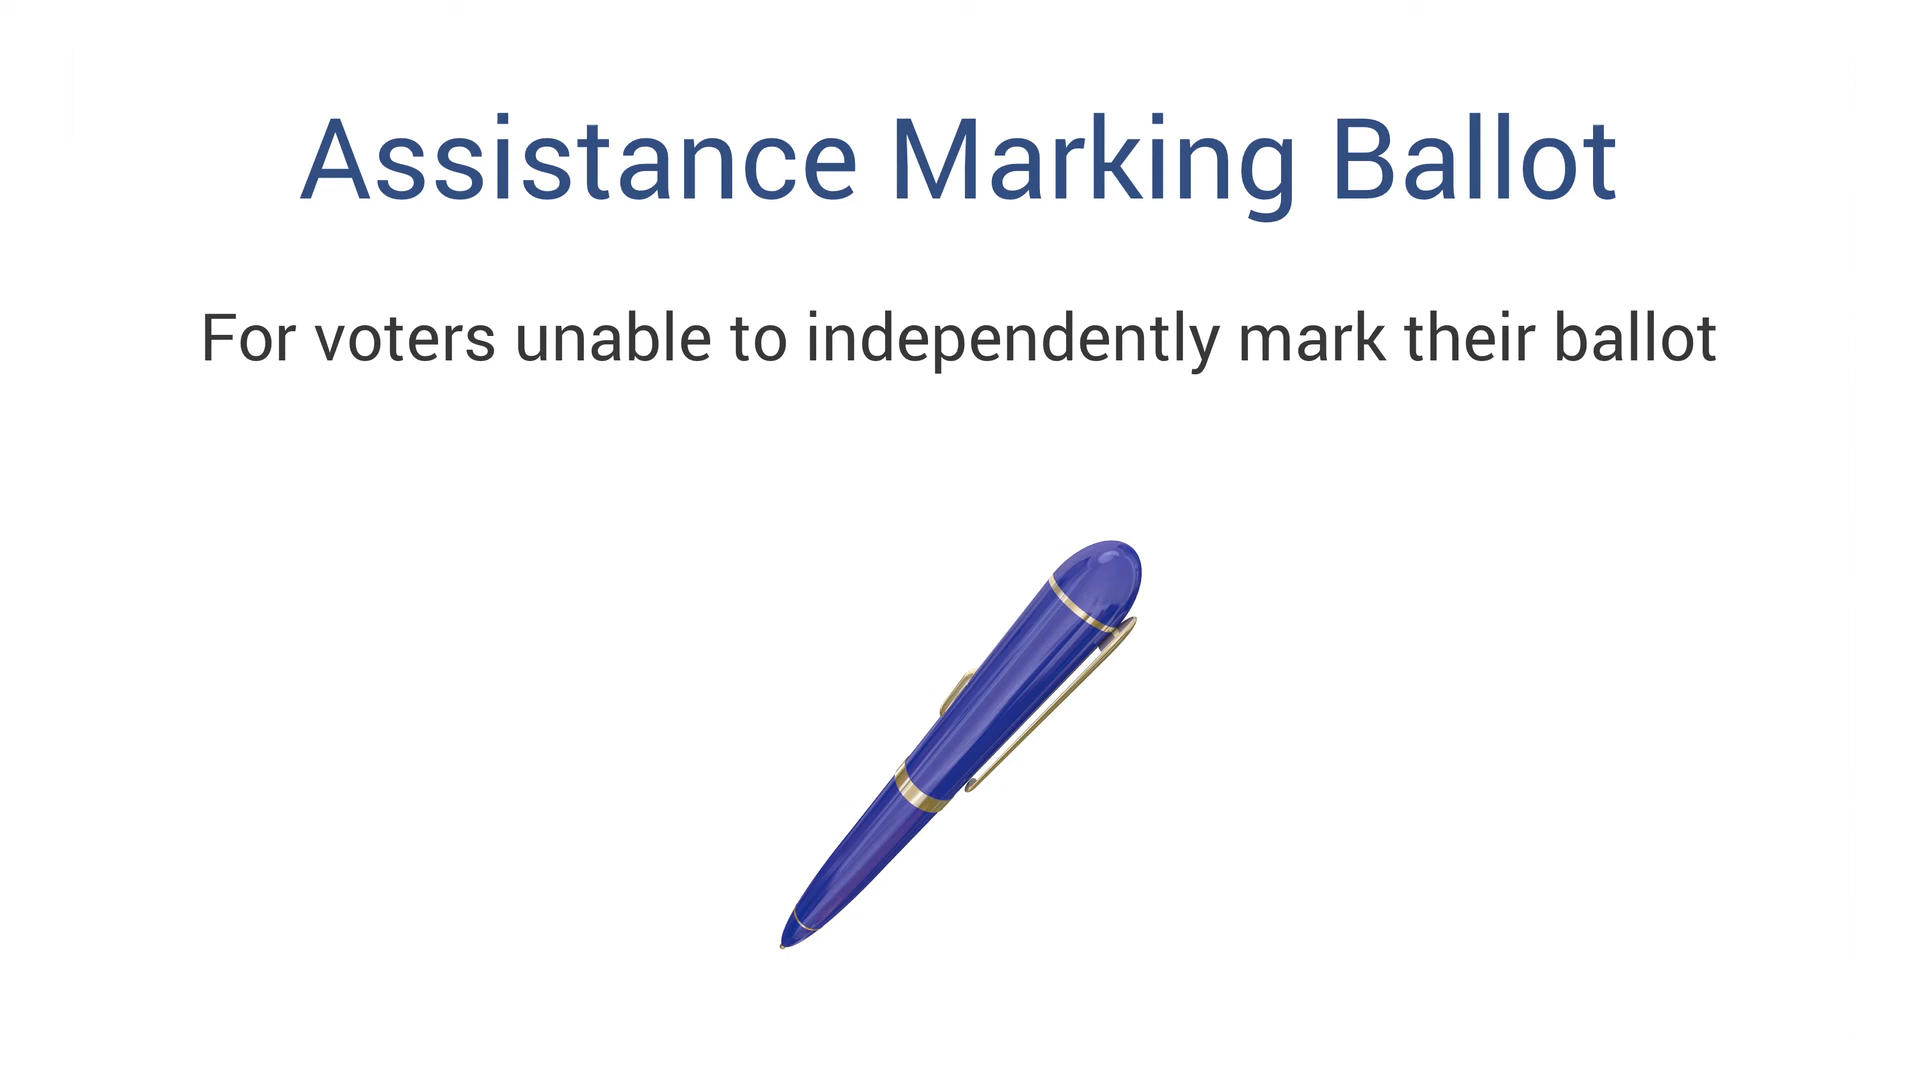 Assistance Marking Ballot
For voters unable to independently mark their ballot